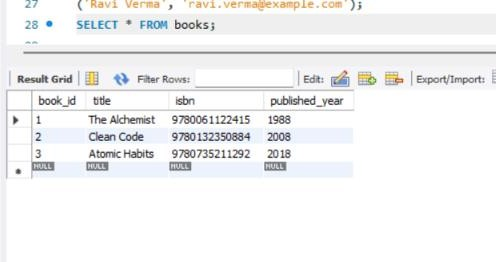 27 ('Ravi Verma', 'ravi.verma@example.com');
28 SELECT * FROM books;
Result Grid Filter Rows: Edit: Export/Import:
book_id title isbn published_year
1 The Alchemist 9780061122415 1988
2 Clean Code 9780132350884 2008
3 Atomic Habits 9780735211292 2018
NULL NULL NULL NULL